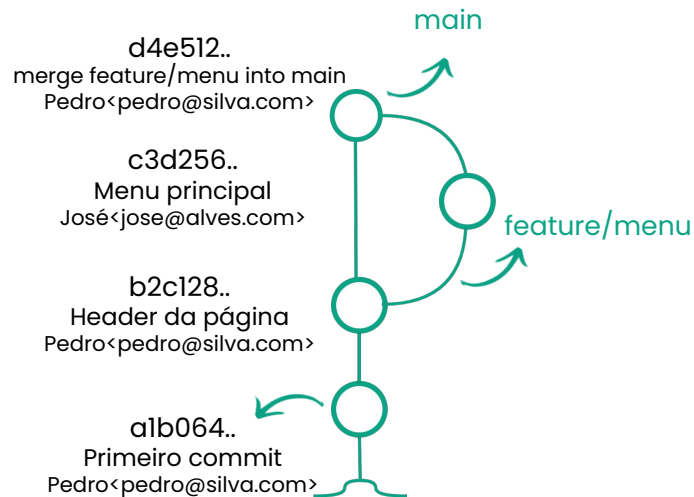 main
d4e512..
merge feature/menu into main
Pedro<pedro@silva.com>
c3d256..
Menu principal
José<jose@alves.com>
feature/menu
b2c128..
Header da página
Pedro<pedro@silva.com>
a1b064..
Primeiro commit
Pedro<pedro@silva.com>